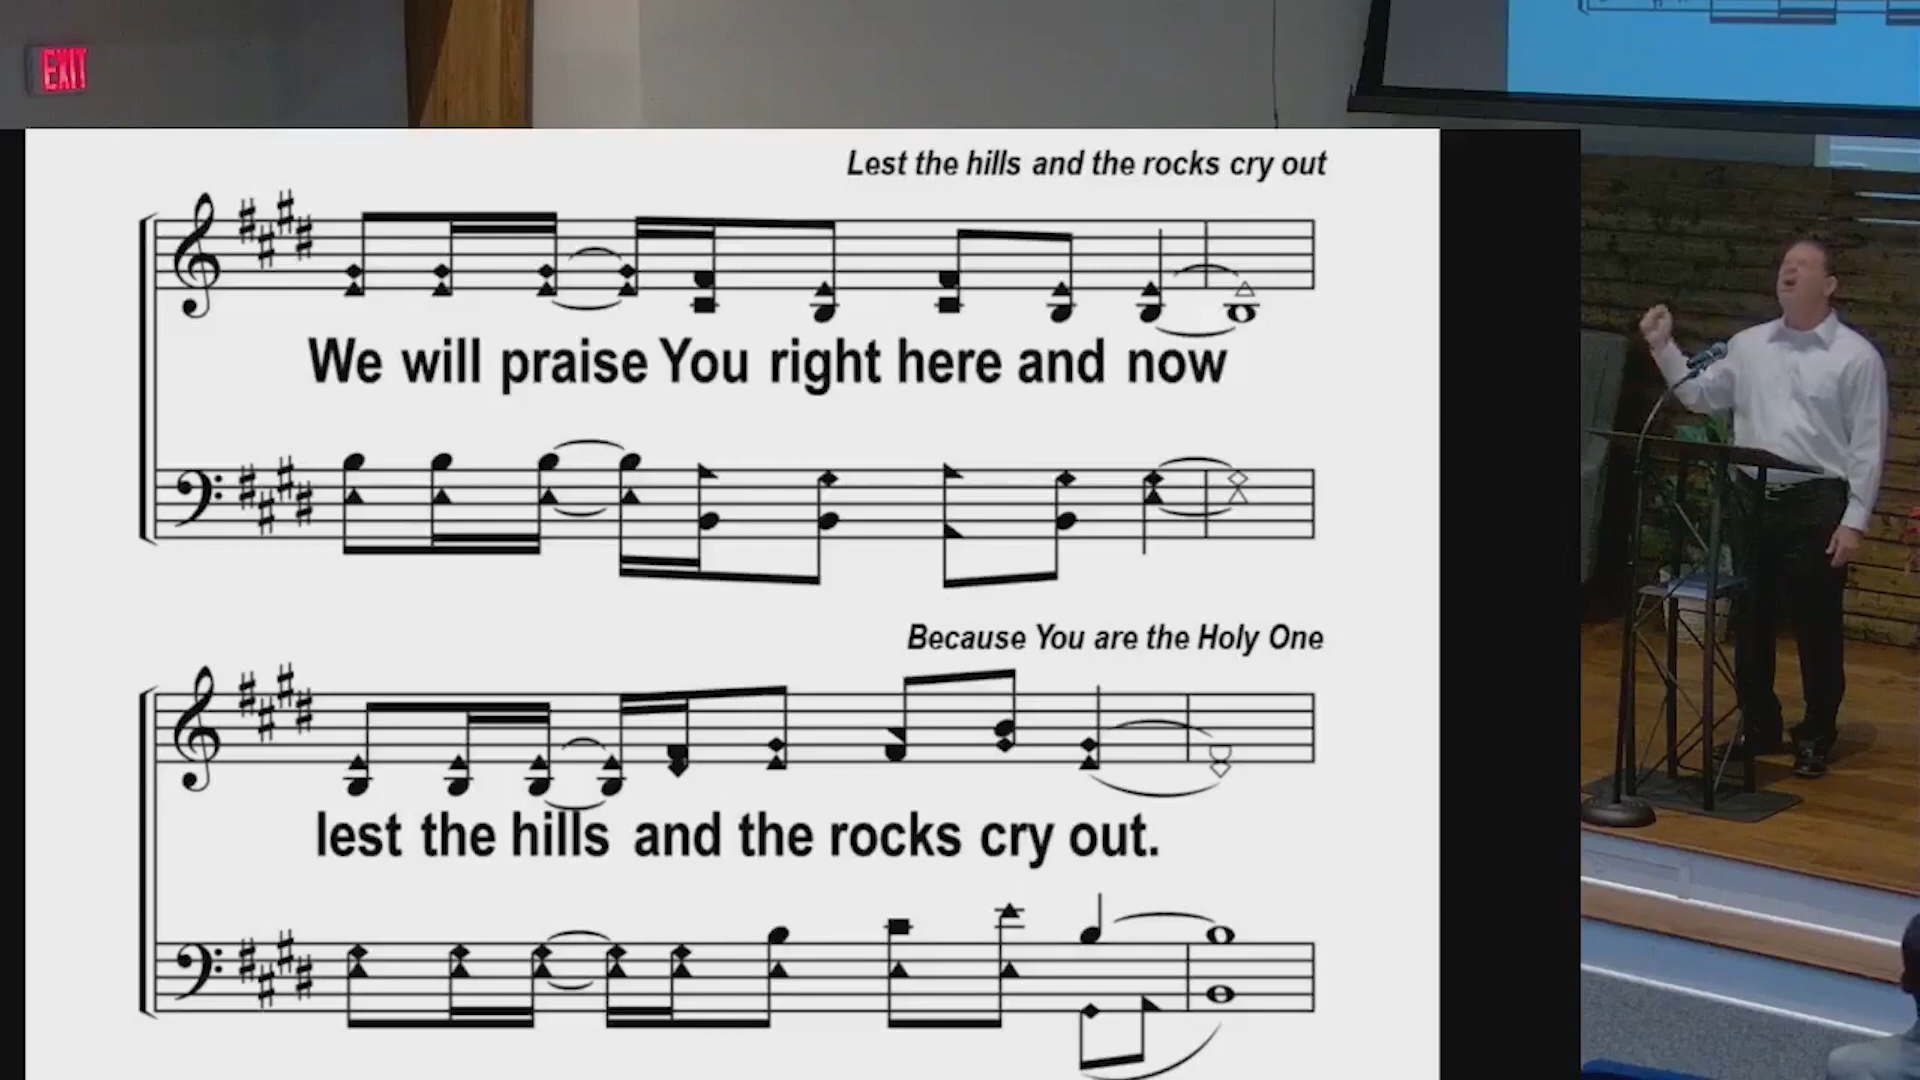 EXIT
Lest the hills and the rocks cry out
We will praise You right here and now
Because You are the Holy One
lest the hills and the rocks cry out.